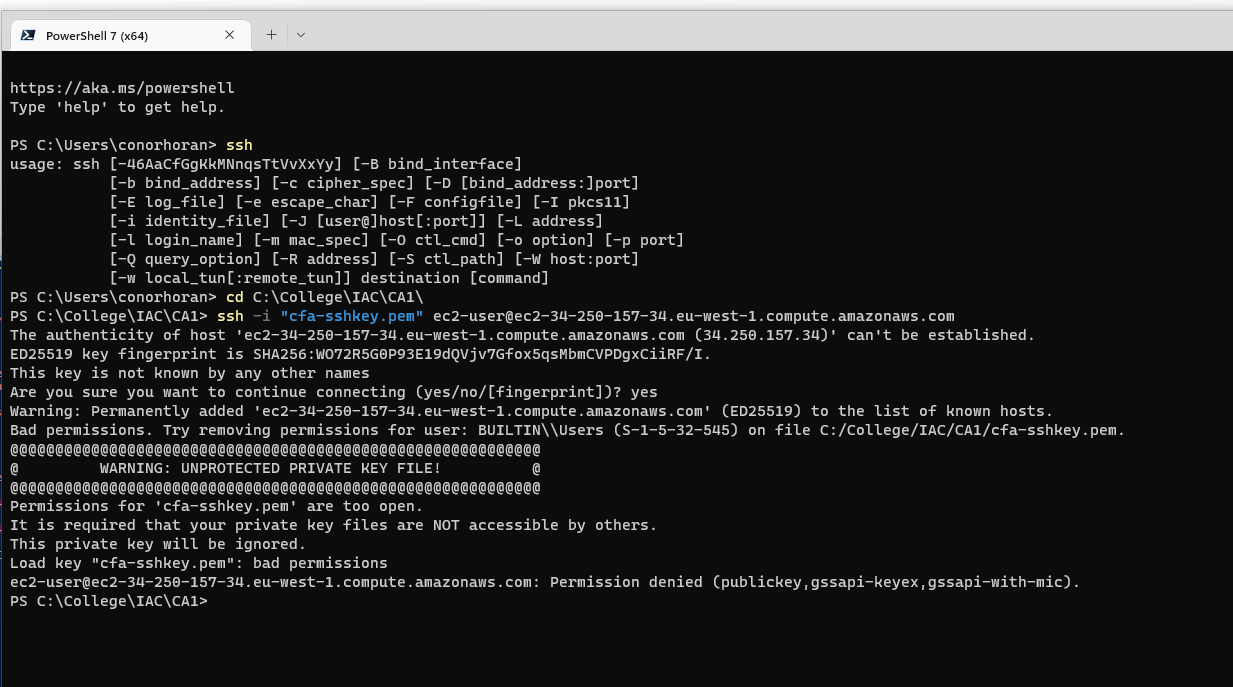 PowerShell 7 (x64)
https://aka.ms/powershell
Type 'help' to get help.
PS C:\Users\conorhoran> ssh
usage: ssh [-46AaCfGgKkMNnqsTtVvXxYy] [-B bind_interface]
           [-b bind_address] [-c cipher_spec] [-D [bind_address:]port]
           [-E log_file] [-e escape_char] [-F configfile] [-I pkcs11]
           [-i identity_file] [-J [user@]host[:port]] [-L address]
           [-l login_name] [-m mac_spec] [-O ctl_cmd] [-o option] [-p port]
           [-Q query_option] [-R address] [-S ctl_path] [-W host:port]
           [-w local_tun[:remote_tun]] destination [command]
PS C:\Users\conorhoran> cd C:\College\IAC\CA1\
PS C:\College\IAC\CA1> ssh -i "cfa-sshkey.pem" ec2-user@ec2-34-250-157-34.eu-west-1.compute.amazonaws.com
The authenticity of host 'ec2-34-250-157-34.eu-west-1.compute.amazonaws.com (34.250.157.34)' can't be established.
ED25519 key fingerprint is SHA256:WO72R5G0P93E19dQVjv7Gfox5qsMbmCVPDgxCiiRF/I.
This key is not known by any other names
Are you sure you want to continue connecting (yes/no/[fingerprint])? yes
Warning: Permanently added 'ec2-34-250-157-34.eu-west-1.compute.amazonaws.com' (ED25519) to the list of known hosts.
Bad permissions. Try removing permissions for user: BUILTIN\\Users (S-1-5-32-545) on file C:/College/IAC/CA1/cfa-sshkey.pem.
@@@@@@@@@@@@@@@@@@@@@@@@@@@@@@@@@@@@@@@@@@@@@@@@@@@@@@@@@@@
@         WARNING: UNPROTECTED PRIVATE KEY FILE!          @
@@@@@@@@@@@@@@@@@@@@@@@@@@@@@@@@@@@@@@@@@@@@@@@@@@@@@@@@@@@
Permissions for 'cfa-sshkey.pem' are too open.
It is required that your private key files are NOT accessible by others.
This private key will be ignored.
Load key "cfa-sshkey.pem": bad permissions
ec2-user@ec2-34-250-157-34.eu-west-1.compute.amazonaws.com: Permission denied (publickey,gssapi-keyex,gssapi-with-mic).
PS C:\College\IAC\CA1>